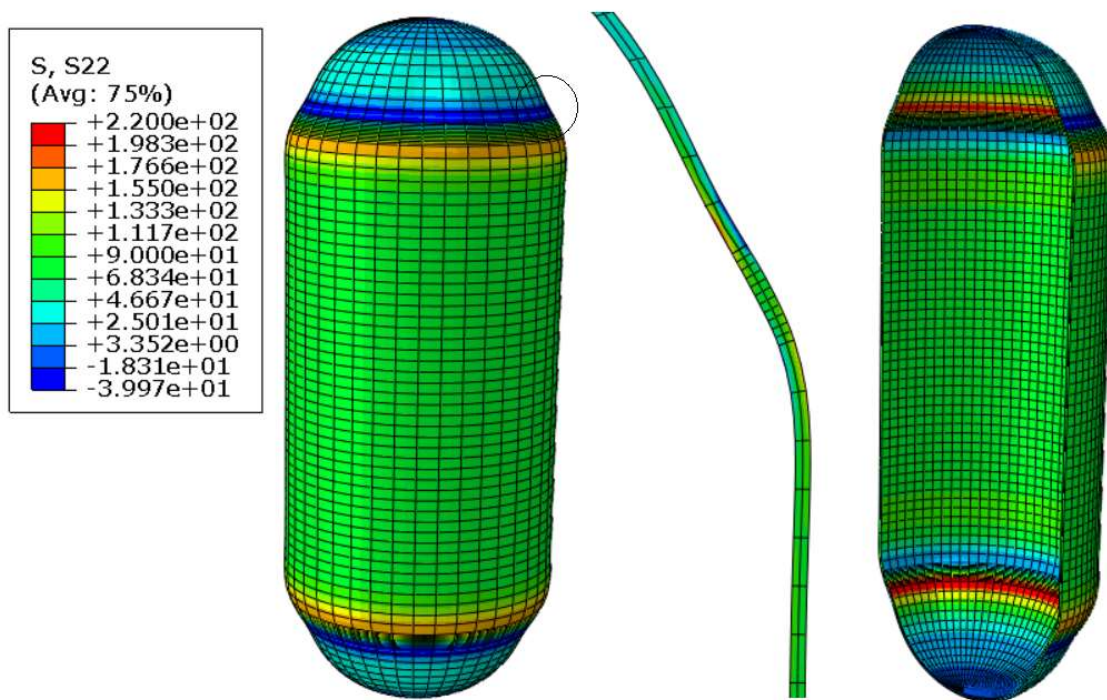 S, S22
(Avg: 75%)
+2.200e+02
+1.983e+02
+1.766e+02
+1.550e+02
+1.333e+02
+1.117e+02
+9.000e+01
+6.834e+01
+4.667e+01
+2.501e+01
+3.352e+00
-1.831e+01
-3.997e+01